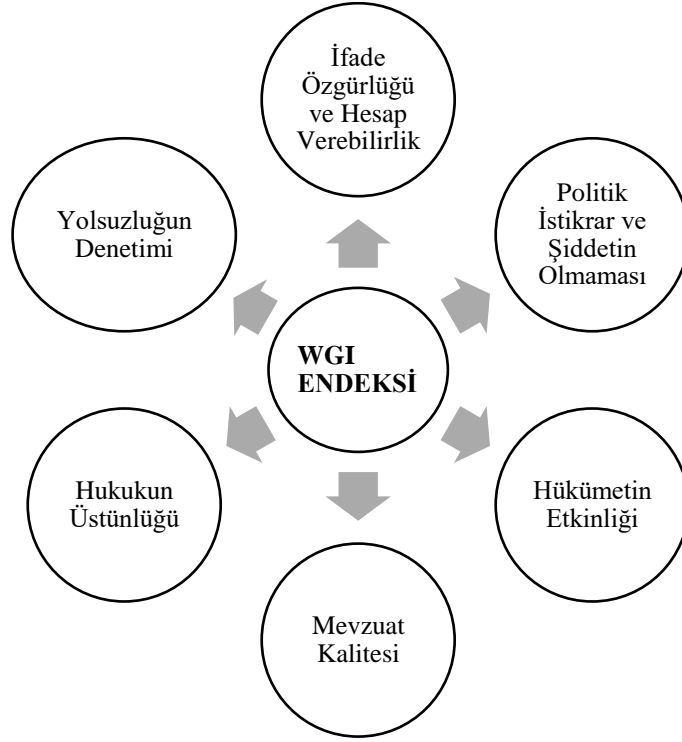 İfade
Özgürlüğü
ve Hesap
Verebilirlik
Politik
İstikrar ve
Şiddetin
Olmaması
Hükümetin
Etkinliği
Mevzuat
Kalitesi
Hukukun
Üstünlüğü
Yolsuzluğun
Denetimi
WGI
ENDEKSİ